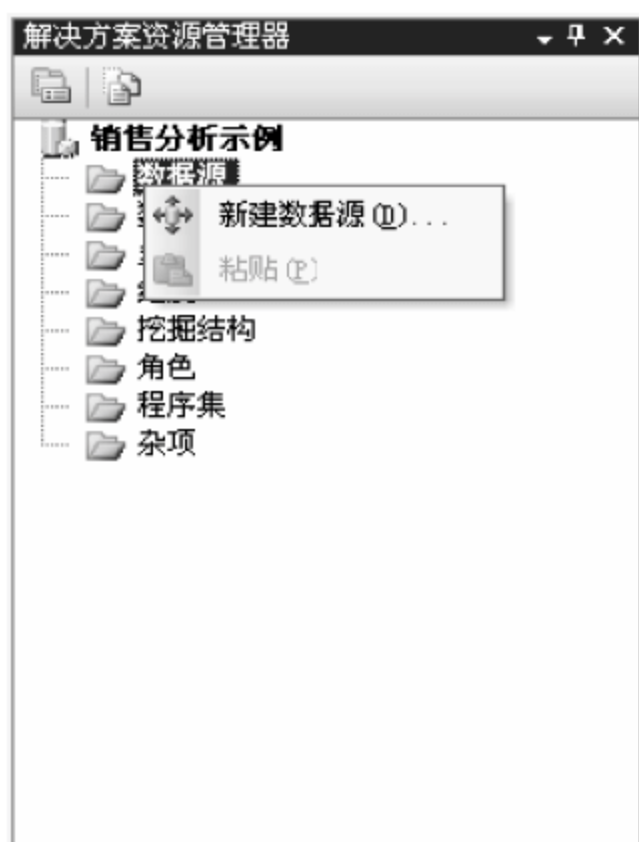 解决方案资源管理器
销售分析示例
数据源
新建数据源(D)...
粘贴(P)
挖掘结构
角色
程序集
杂项